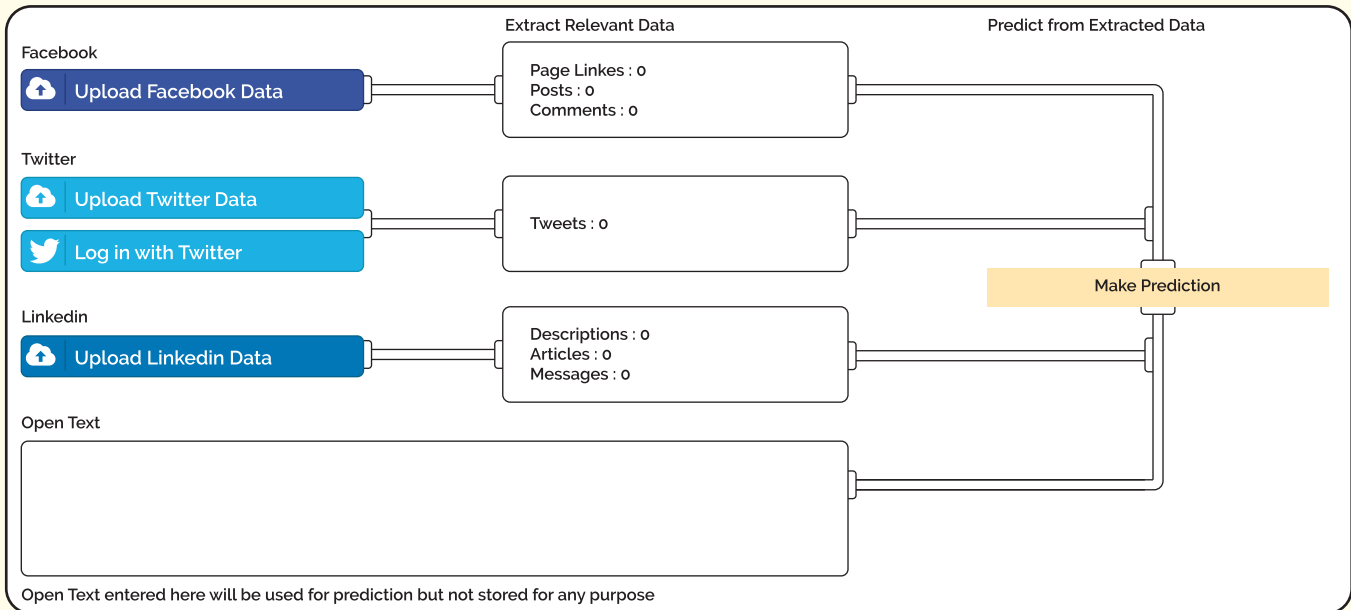 Extract Relevant Data
Predict from Extracted Data
Facebook
Upload Facebook Data
Page Linkes : 0
Posts : 0
Comments : 0
Twitter
Upload Twitter Data
Log in with Twitter
Tweets : 0
Make Prediction
Linkedin
Upload Linkedin Data
Descriptions : 0
Articles : 0
Messages : 0
Open Text
Open Text entered here will be used for prediction but not stored for any purpose